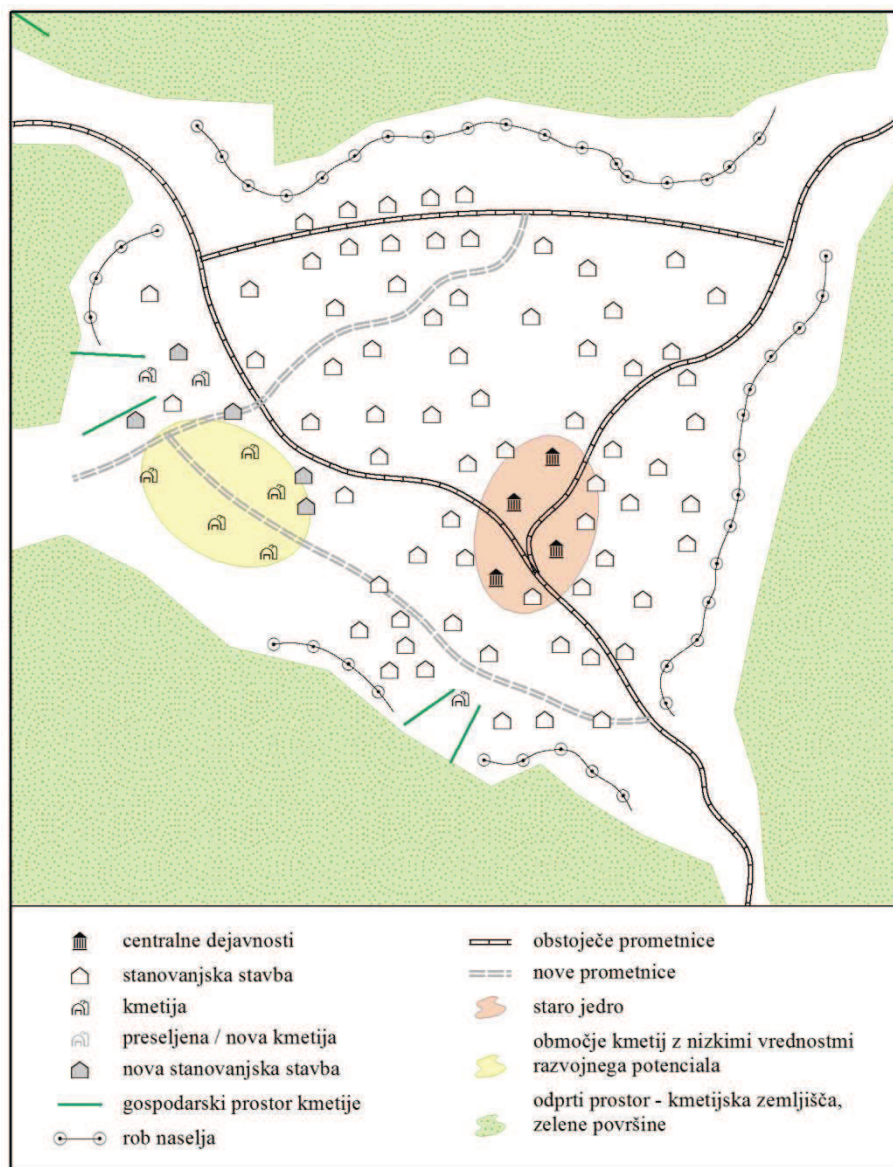 centralne dejavnosti
stanovanjska stavba
kmetija
preseljena / nova kmetija
nova stanovanjska stavba
gospodarski prostor kmetije
rob naselja
obstoječe prometnice
nove prometnice
staro jedro
območje kmetij z nizkimi vrednostmi
razvojnega potenciala
odprti prostor - kmetijska zemljišča,
zelene površine